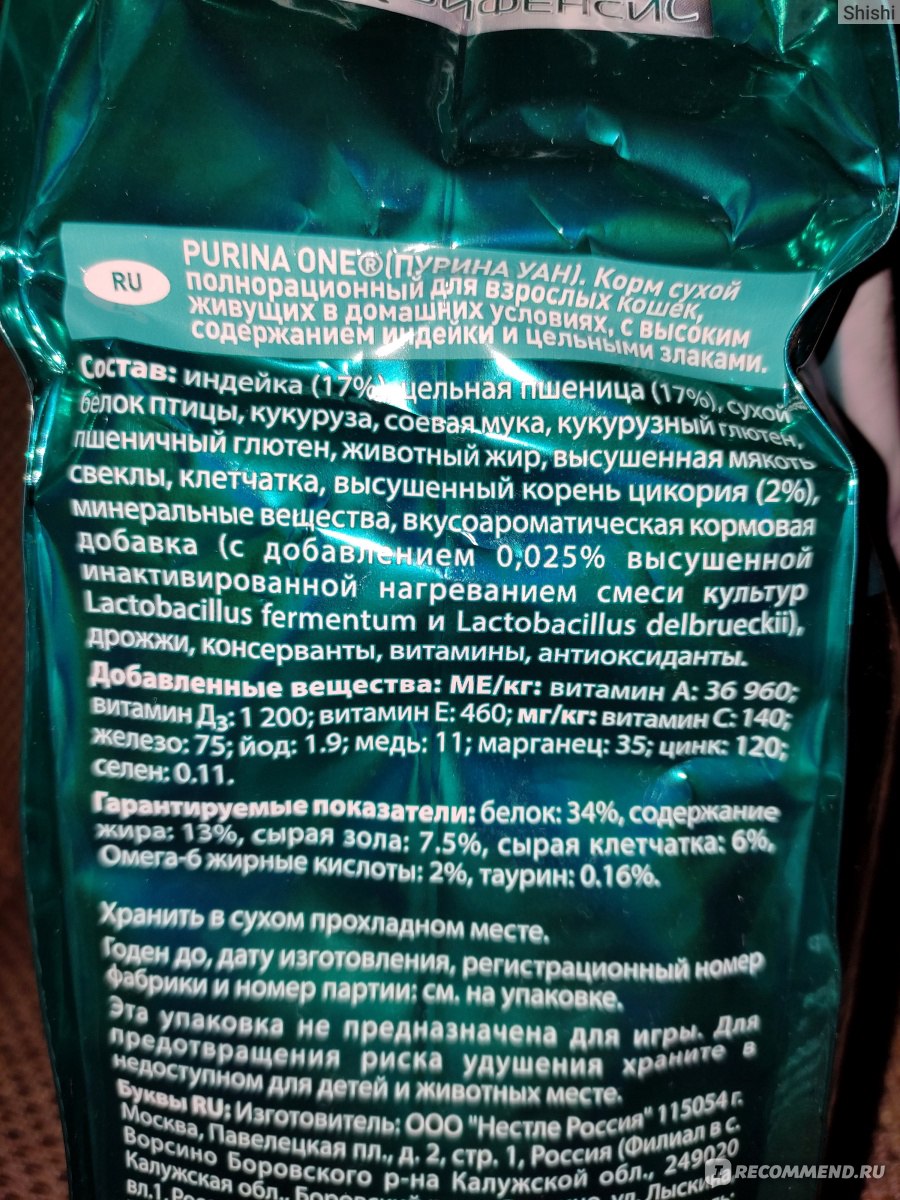 Shishi
RU
PURINA ONE®(ПУРИНА УАН). Корм сухой
полнорационный для взрослых кошек,
живущих в домашних условиях, с высоким
содержанием индейки и цельными злаками.
Состав: индейка (17%), цельная пшеница (17%), сухой
белок птицы, кукуруза, соевая мука, кукурузный глютен,
пшеничный глютен, животный жир, высушенная мякоть
свеклы, клетчатка, высушенный корень цикория (2%),
минеральные вещества, вкусоароматическая кормовая
добавка (с добавлением 0,025% высушенной
инактивированной нагреванием смеси культур
Lactobacillus fermentum и Lactobacillus delbrueckii),
дрожжи, консерванты, витамины, антиоксиданты.
Добавленные вещества: МЕ/кг: витамин А: 36 960;
витамин Д3: 1 200; витамин Е: 460; мг/кг: витамин С: 140;
железо: 75; йод: 1.9; медь: 11; марганец: 35; цинк: 120;
селен: 0.11.
Гарантируемые показатели: белок: 34%, содержание
жира: 13%, сырая зола: 7.5%, сырая клетчатка: 6%,
Омега-6 жирные кислоты: 2%, таурин: 0.16%.
Хранить в сухом прохладном месте.
Годен до, дату изготовления, регистрационный номер
фабрики и номер партии: см. на упаковке.
Эта упаковка не предназначена для игры. Для
предотвращения риска удушения храните в
недоступном для детей и животных месте.
Буквы RU: Изготовитель: ООО "Нестле Россия" 115054 г.
Москва, Павелецкая пл., д. 2, стр. 1, Россия (Филиал в с.
Ворсино Боровского р-на Калужской обл., 249020
Калужская обл., ул. Лыски
вл.1,
RECOMMEND.RU